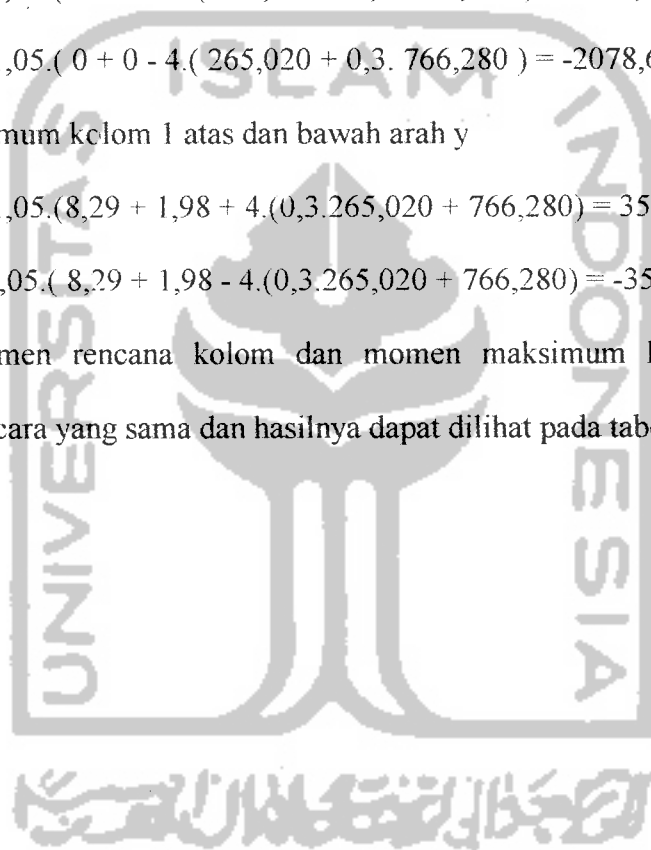 ,05.( 0 + 0 - 4.( 265,020 + 0,3. 766,280 ) = -2078,6
mum kolom 1 atas dan bawah arah y
,05.(8,29 + 1,98 + 4.(0,3.265,020 + 766,280) = 35
,05.( 8,29 + 1,98 - 4.(0,3.265,020 + 766,280) = -35
men rencana kolom dan momen maksimum
cara yang sama dan hasilnya dapat dilihat pada tab
ISLAM
UNIVERSITAS
INDONESIA